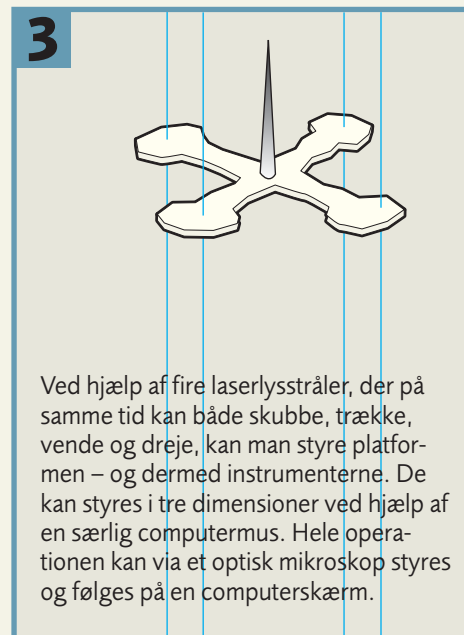 3
Ved hjælp af fire laserlysstråler, der på
samme tid kan både skubbe, trække,
vende og dreje, kan man styre platfor-
men – og dermed instrumenterne. De
kan styres i tre dimensioner ved hjælp af
en særlig computermus. Hele opera-
tionen kan via et optisk mikroskop styres
og følges på en computerskærm.